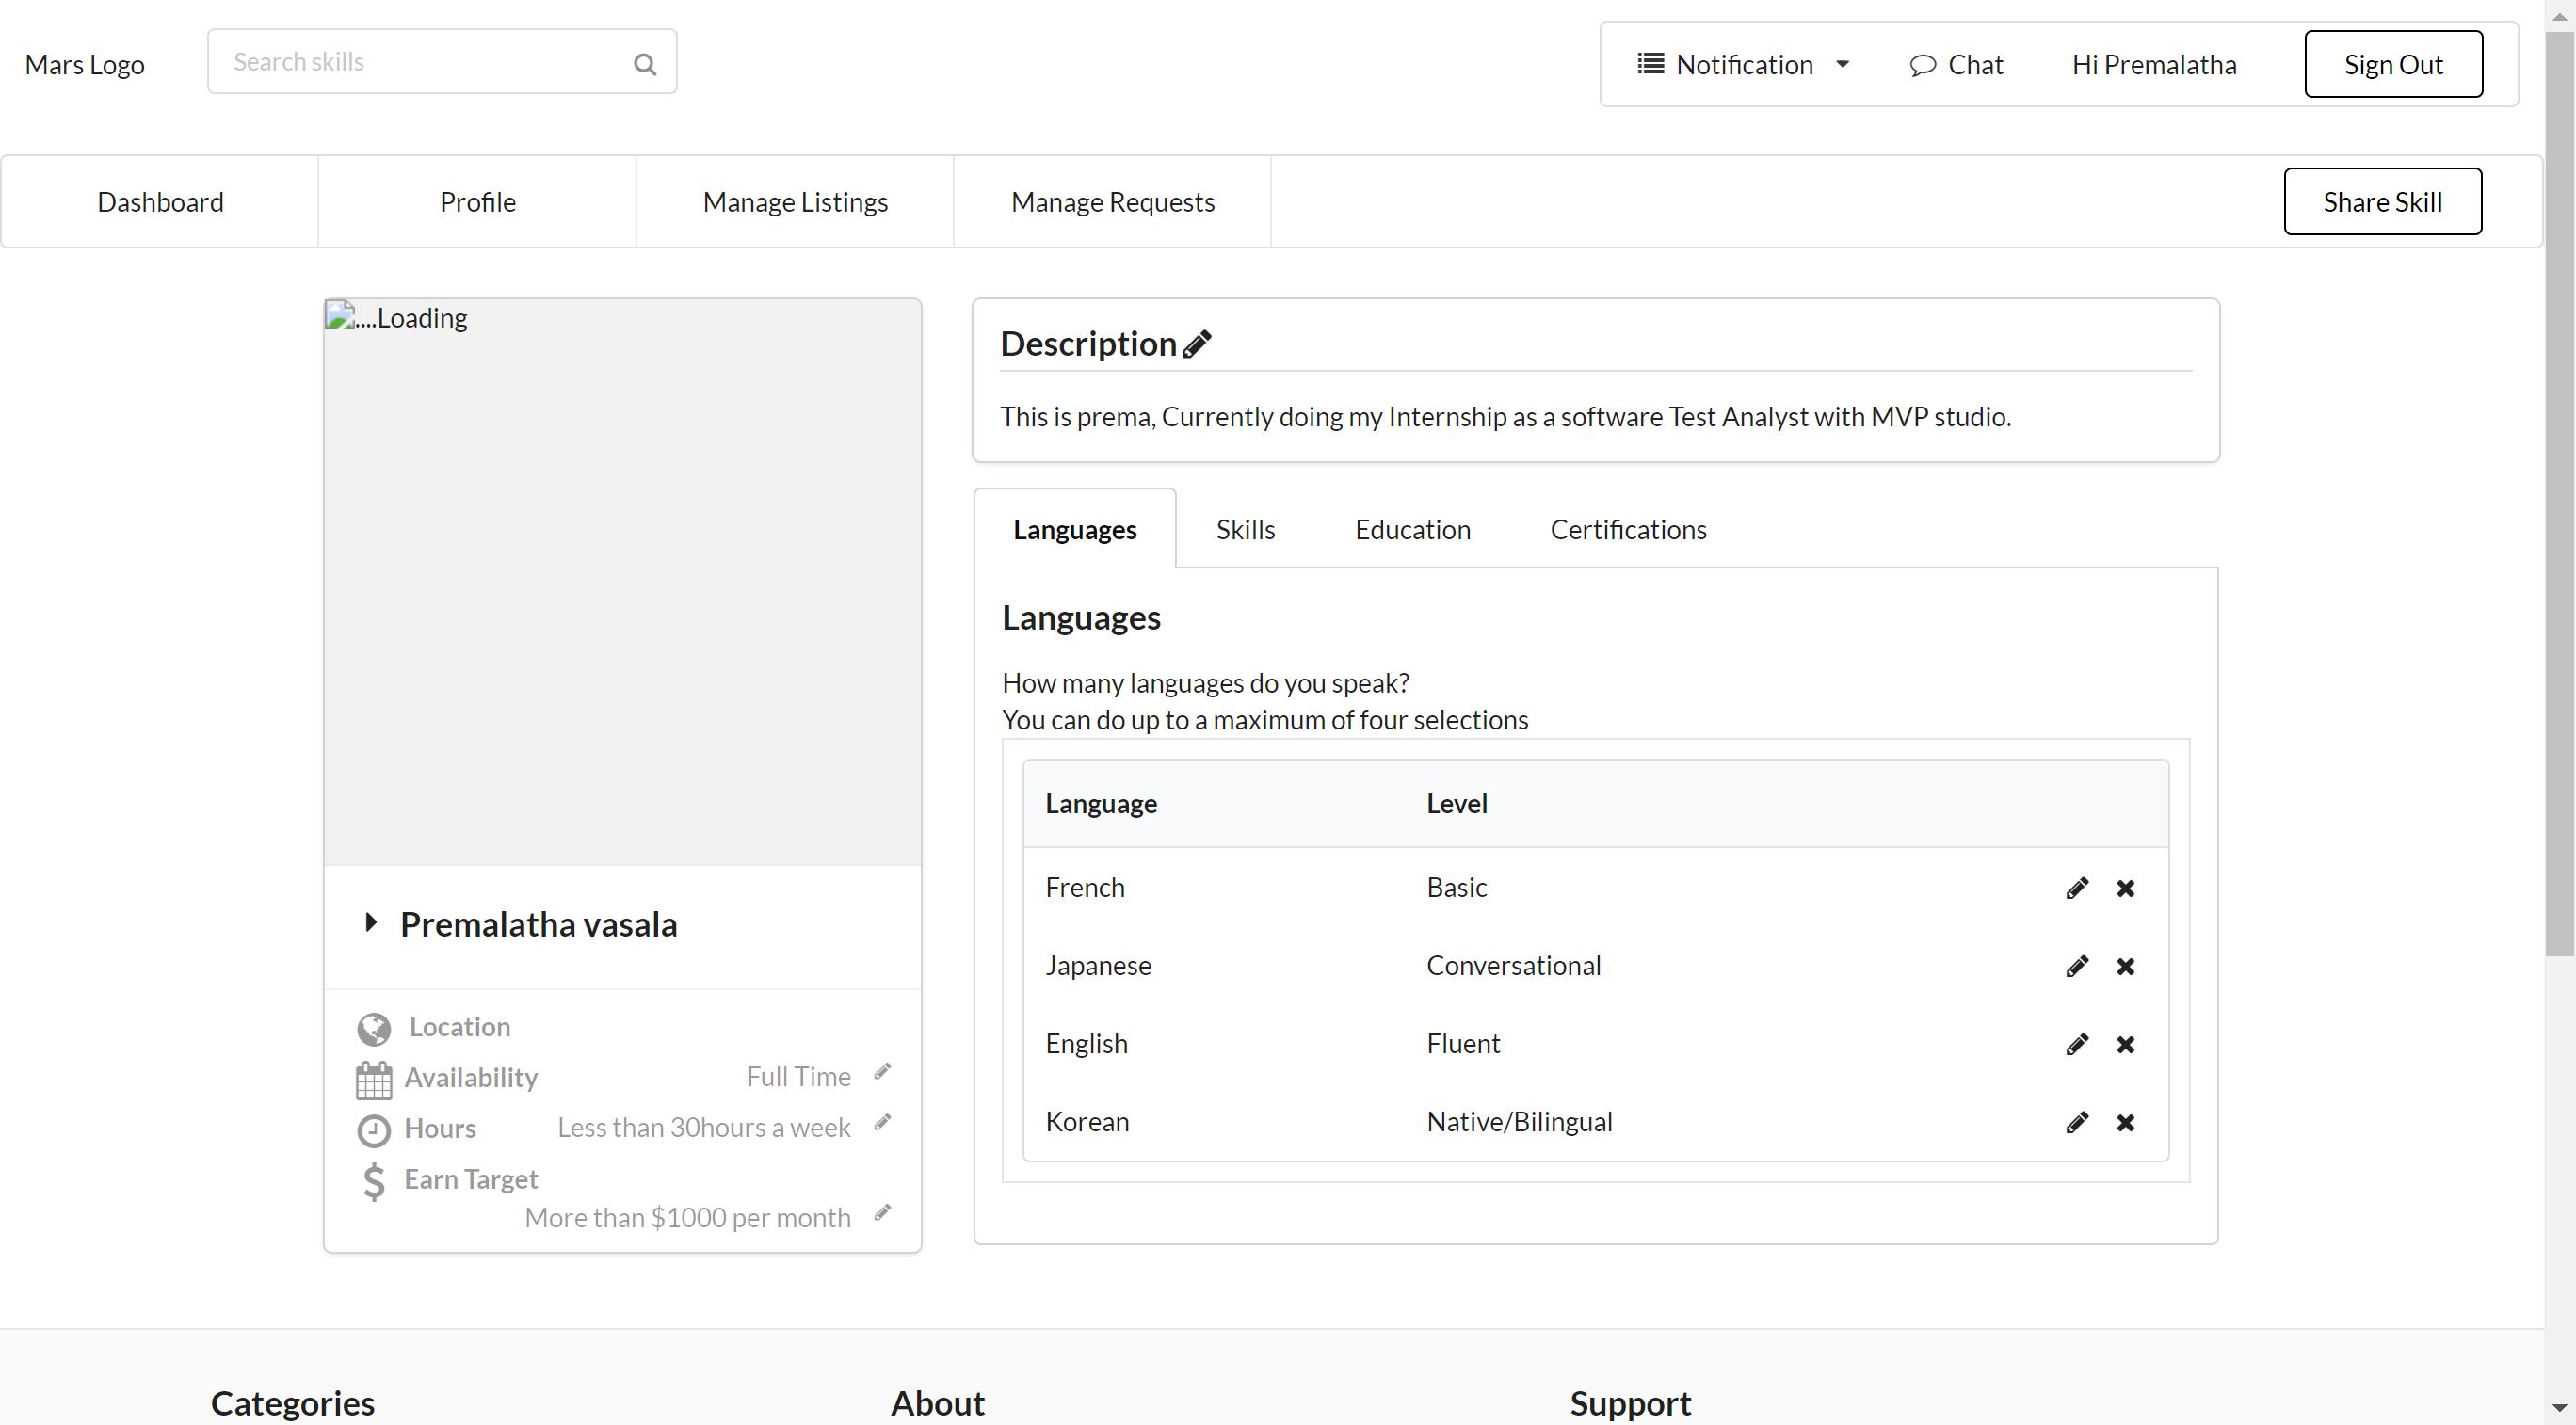 Mars Logo
Search skills
Notification
Chat
Hi Premalatha
Sign Out
Dashboard
Profile
Manage Listings
Manage Requests
Share Skill
....Loading
Premalatha vasala
Location
Availability
Full Time
Hours
Less than 30hours a week
Earn Target
More than $1000 per month
Description
This is prema, Currently doing my Internship as a software Test Analyst with MVP studio.
Languages
Skills
Education
Certifications
Languages
How many languages do you speak?
You can do up to a maximum of four selections
Language Level
French Basic
Japanese Conversational
English Fluent
Korean Native/Bilingual
Categories
About
Support